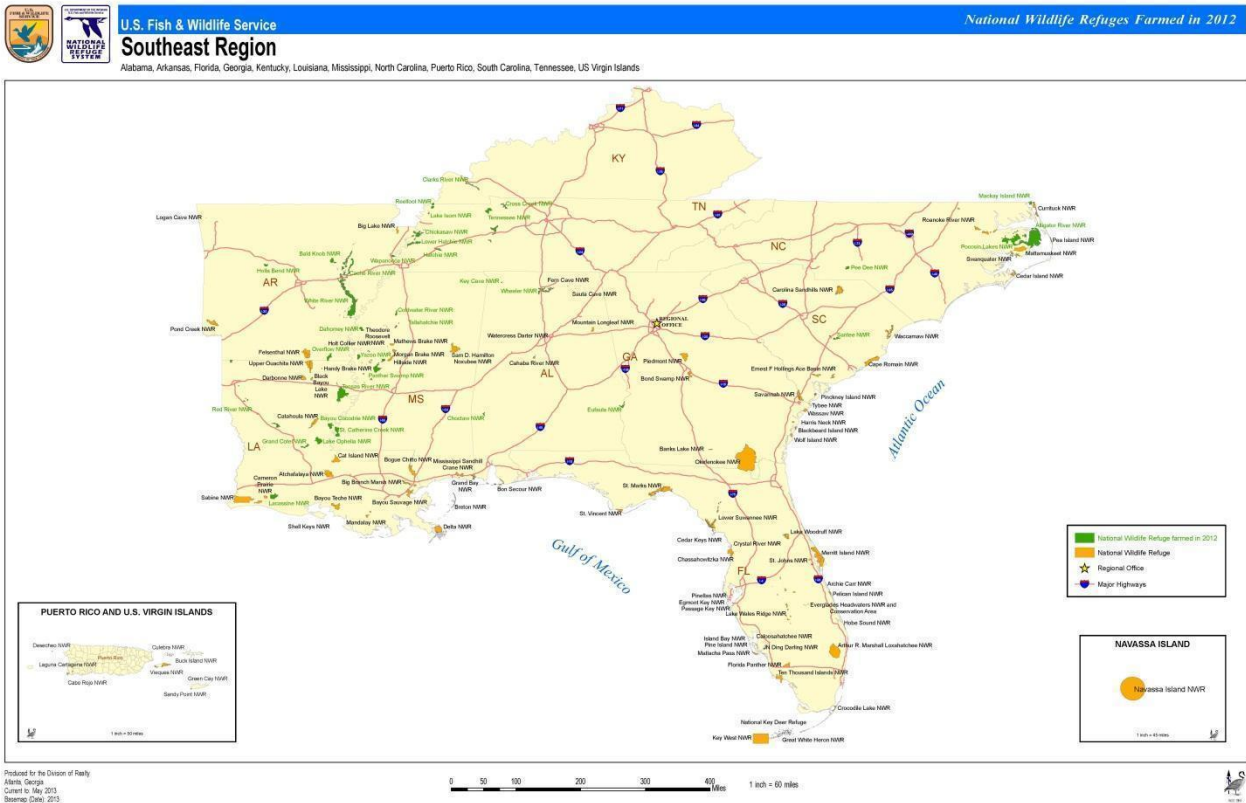 U.S. FISH & WILDLIFE SERVICE
NATIONAL
WILDLIFE
REFUGE
SYSTEM
U.S. Fish & Wildlife Service
National Wildlife Refuges Farmed in 2012
Southeast Region
Alabama, Arkansas, Florida, Georgia, Kentucky, Louisiana, Mississippi, North Carolina, Puerto Rico, South Carolina, Tennessee, US Virgin Islands
KY
Clarks River NWR
TN
Reelfoot NWR
Cross Creek NWR
Mackay Island NWR
Logan Cave NWR
Lake Isom NWR
Tennessee NWR
Currituck NWR
Big Lake NWR
Chickasaw NWR
Roanoke River NWR
Alligator River NWR
Lower Hatchie NWR
NC
Pocosin Lakes NWR
Pea Island NWR
Bald Knob NWR
Wapanocca NWR
Hatchie NWR
Mattamuskeet NWR
Swanquarter NWR
Holla Bend NWR
Cache River NWR
Pee Dee NWR
Cedar Island NWR
AR
Key Cave NWR
Fern Cave NWR
Wheeler NWR
Sauta Cave NWR
Carolina Sandhills NWR
White River NWR
Coldwater River NWR
SC
Pond Creek NWR
Dahomey NWR
Theodore
Roosevelt
NWR
Tallahatchie NWR
Mountain Longleaf NWR
REGIONAL
OFFICE
Watercress Darter NWR
Santee NWR
Waccamaw NWR
Holt Collier NWR
Mathews Brake NWR
Felsenthal NWR
Overflow NWR
Yazoo NWR
Morgan Brake NWR
Sam D. Hamilton
Noxubee NWR
Cahaba River NWR
GA
Piedmont NWR
Upper Ouachita NWR
Handy Brake NWR
Hillside NWR
AL
Bond Swamp NWR
Ernest F Hollings Ace Basin NWR
Cape Romain NWR
Darbonne NWR
Black
Bayou
Lake
NWR
Panther Swamp NWR
Tensas River NWR
MS
Savannah NWR
Pinckney Island NWR
Tybee NWR
Red River NWR
Catahoula NWR
Bayou Cocodrie NWR
Choctaw NWR
Eufaula NWR
Wassaw NWR
Harris Neck NWR
Blackbeard Island NWR
Wolf Island NWR
St. Catherine Creek NWR
LA
Grand Cote NWR
Lake Ophelia NWR
Banks Lake NWR
Okefenokee NWR
Cat Island NWR
Atlantic Ocean
Bogue Chitto NWR
Mississippi Sandhill
Crane NWR
Atchafalaya NWR
Cameron
Prairie
NWR
Big Branch Marsh NWR
Grand Bay
NWR
Bon Secour NWR
St. Marks NWR
Sabine NWR
Lacassine NWR
Bayou Teche NWR
Bayou Sauvage NWR
Breton NWR
St. Vincent NWR
Lower Suwannee NWR
Shell Keys NWR
Mandalay NWR
Delta NWR
Gulf of Mexico
Cedar Keys NWR
Lake Woodruff NWR
Crystal River NWR
Chassahowitzka NWR
St. Johns NWR
Merritt Island NWR
FL
Archie Carr NWR
Pelican Island NWR
Pinellas NWR
Egmont Key NWR
Passage Key NWR
Everglades Headwaters NWR and
Conservation Area
Lake Wales Ridge NWR
Hobe Sound NWR
Island Bay NWR
Pine Island NWR
Matlacha Pass NWR
Caloosahatchee NWR
JN Ding Darling NWR
Arthur R. Marshall Loxahatchee NWR
Florida Panther NWR
Ten Thousand Islands NWR
Crocodile Lake NWR
National Key Deer Refuge
Key West NWR
Great White Heron NWR
National Wildlife Refuge farmed in 2012
National Wildlife Refuge
Regional Office
Major Highways
PUERTO RICO AND U.S. VIRGIN ISLANDS
Desecheo NWR
Culebra NWR
Puerto Rico
Buck Island NWR
Laguna Cartagena NWR
Vieques NWR
Green Cay NWR
Cabo Rojo NWR
Sandy Point NWR
1 inch = 50 miles
NAVASSA ISLAND
Navassa Island NWR
Produced for the Division of Realty
Atlanta, Georgia
Current to: May 2013
Basemap Date: 2013
0 50 100 200 300 400
Miles
1 inch = 60 miles